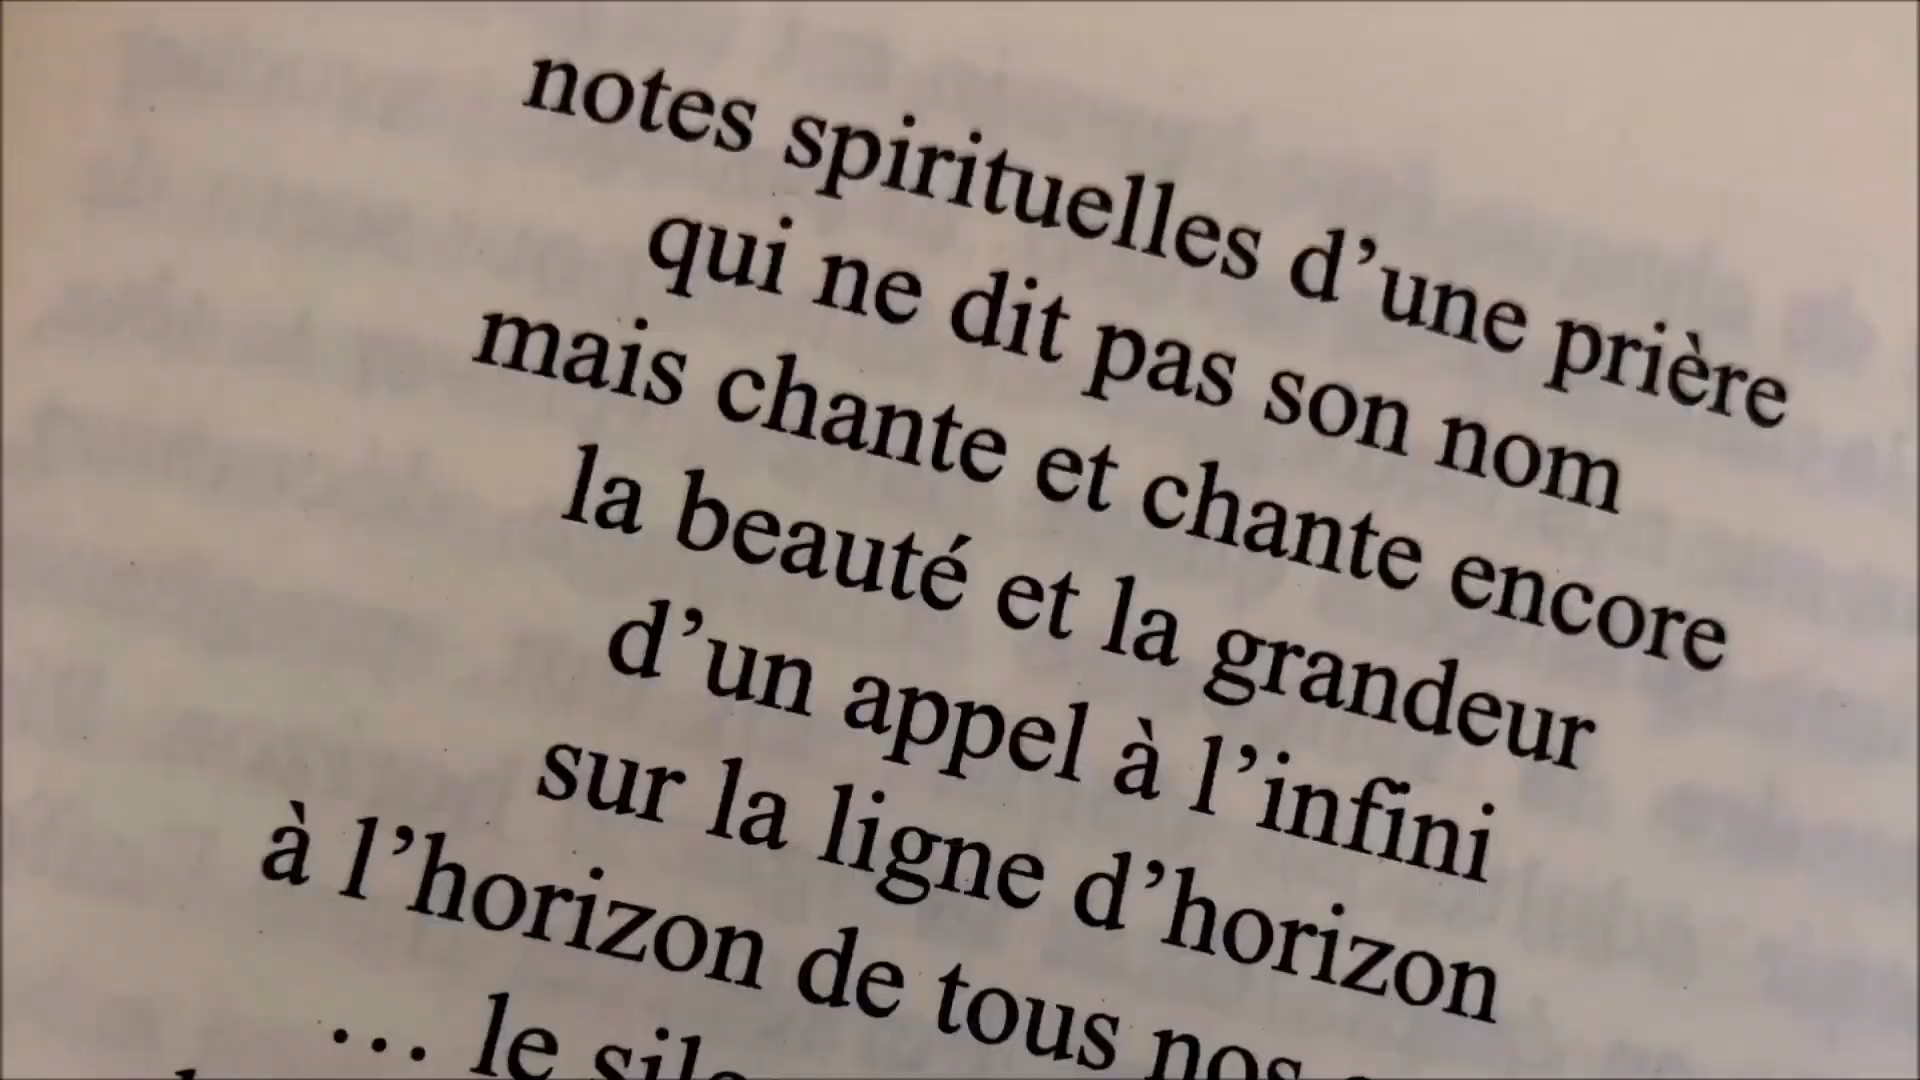 notes spirituelles d’une prière
qui ne dit pas son nom
mais chante et chante encore
la beauté et la grandeur
d’un appel à l’infini
sur la ligne d’horizon
à l’horizon de tous nos
… le